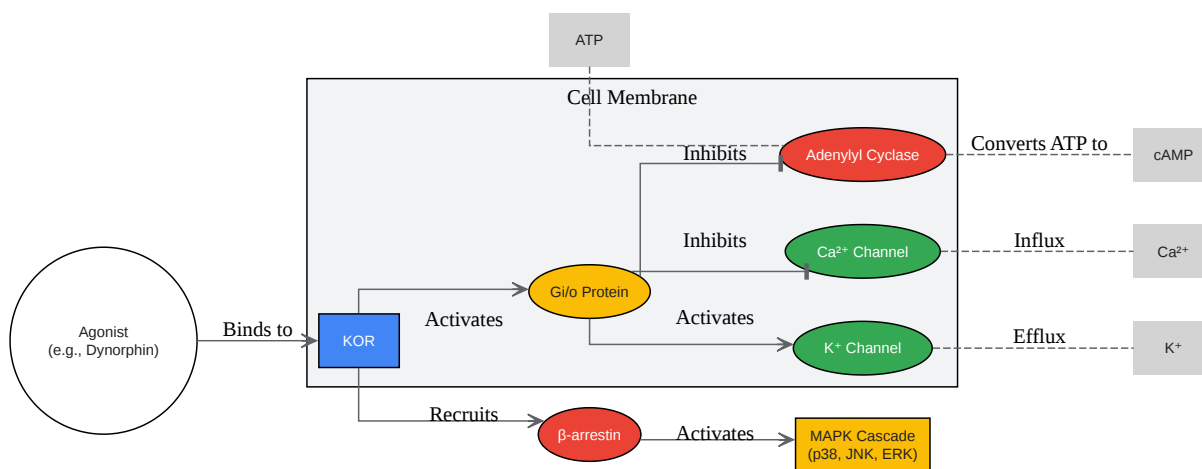 ATP
Cell Membrane
Inhibits
Adenylyl Cyclase
Converts ATP to
cAMP
Inhibits
Ca²⁺ Channel
Influx
Ca²⁺
Agonist
(e.g., Dynorphin)
Binds to
KOR
Activates
Gi/o Protein
Activates
K⁺ Channel
Efflux
K⁺
Recruits
β-arrestin
Activates
MAPK Cascade
(p38, JNK, ERK)